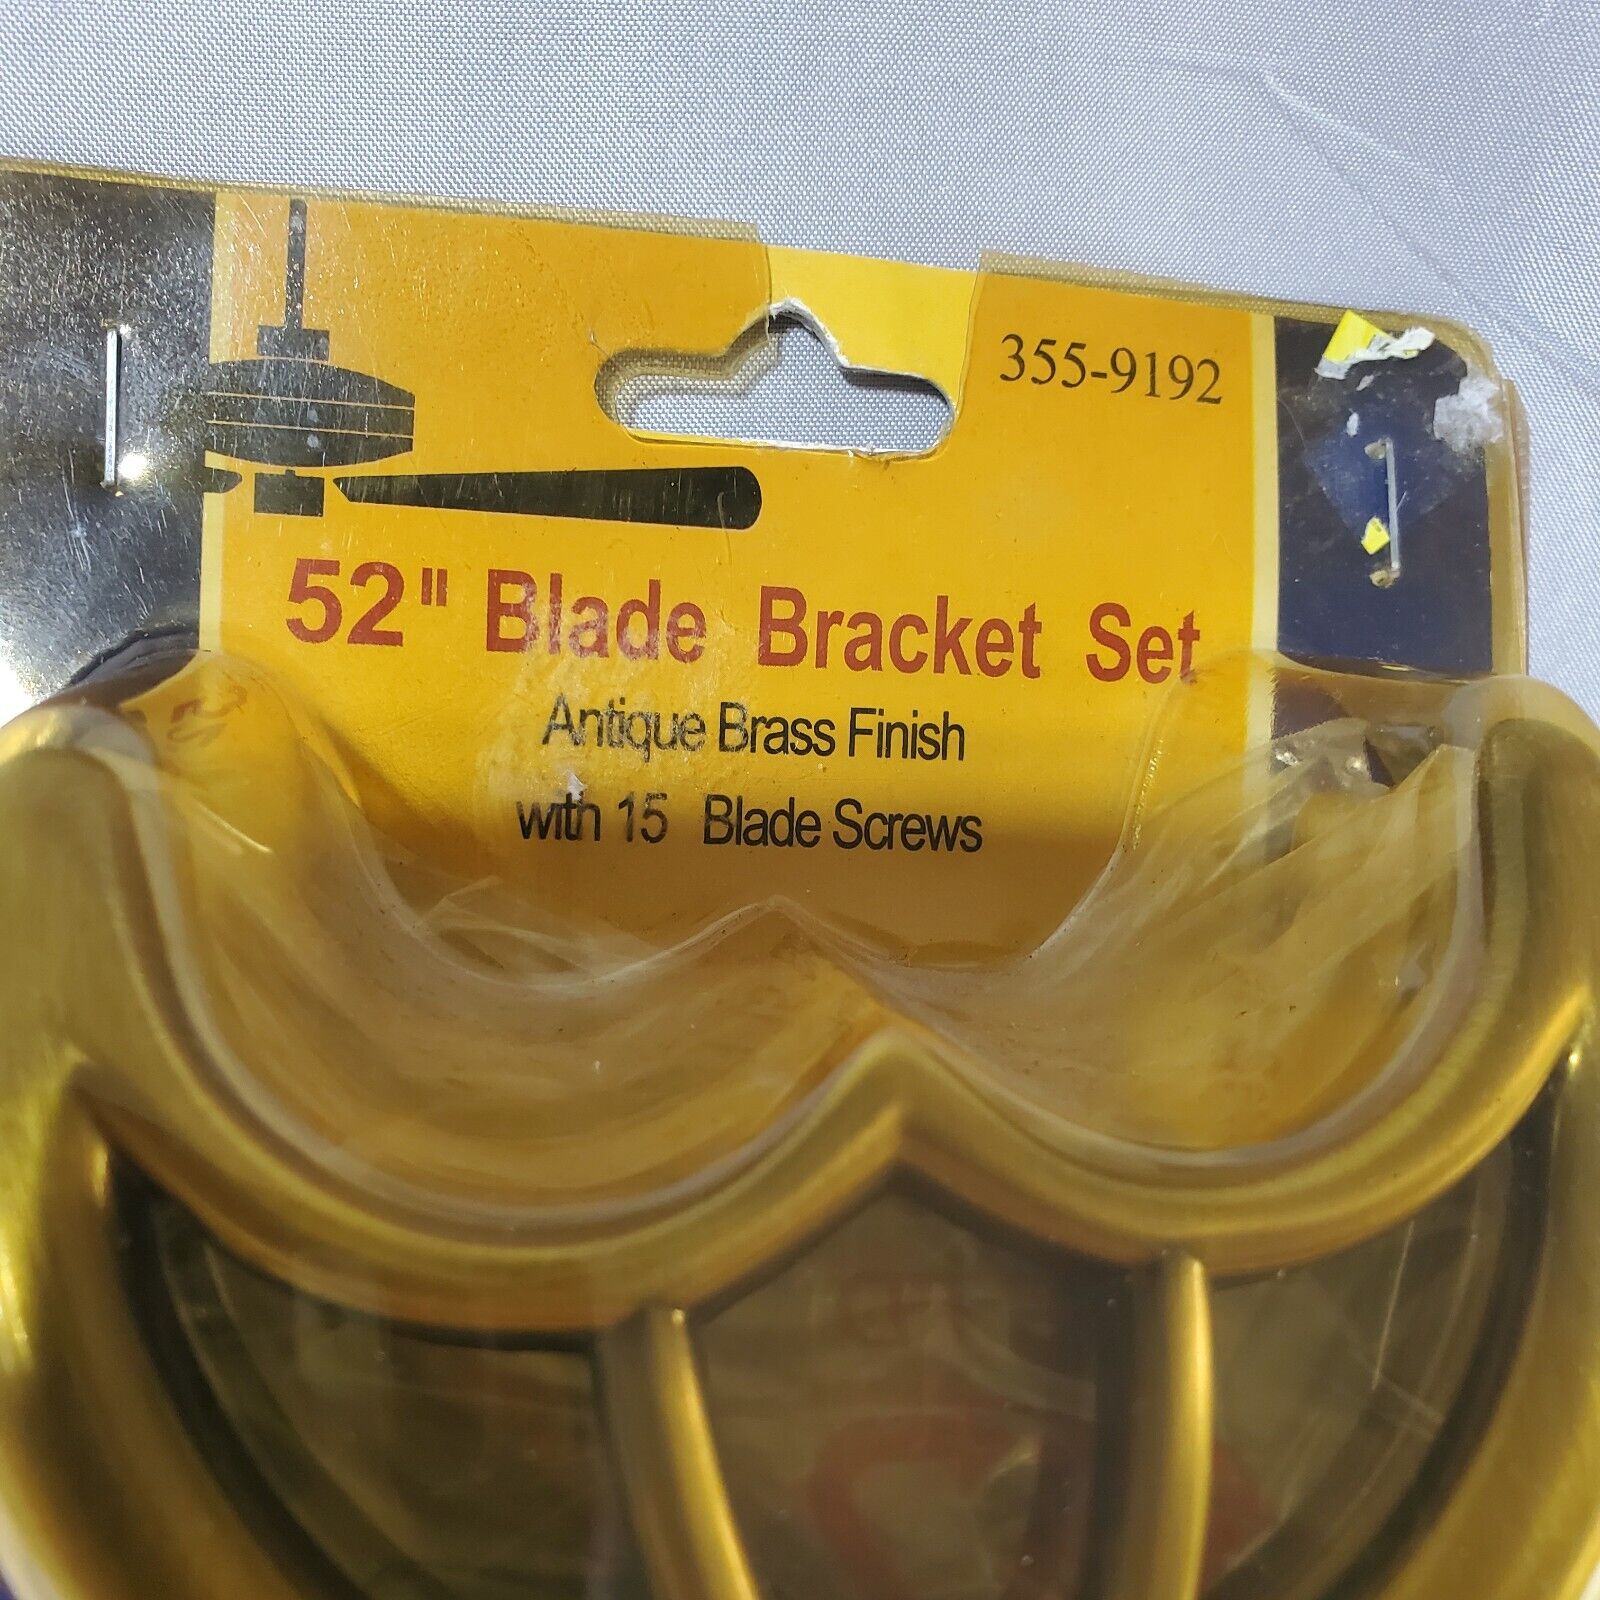 355-9192
52" Blade Bracket Set
Antique Brass Finish
with 15 Blade Screws